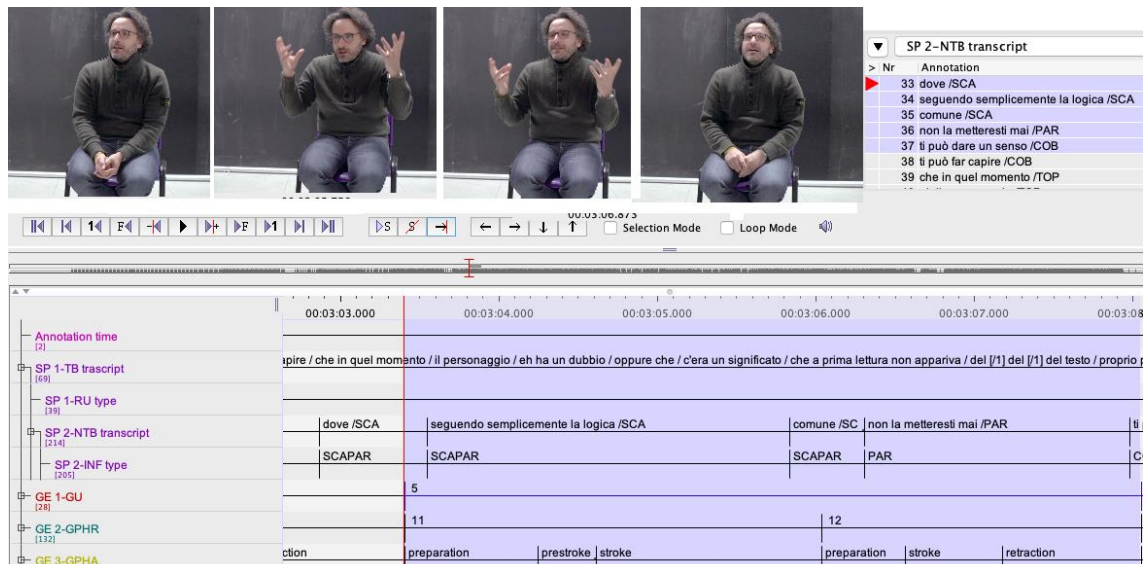 SP 2-NTB transcript
> Nr Annotation
33 dove /SCA
34 seguendo semplicemente la logica /SCA
35 comune /SCA
36 non la metteresti mai /PAR
37 ti può dare un senso /COB
38 ti può far capire /COB
39 che in quel momento /TOP
00:03:06.873
Selection Mode Loop Mode
00:03:03.000 00:03:04.000 00:03:05.000 00:03:06.000 00:03:07.000 00:03:08
Annotation time
[2]
apire / che in quel momento / il personaggio / eh ha un dubbio / oppure che / c'era un significato / che a prima lettura non appariva / del [/1] del [/1] del testo / proprio p
SP 1-TB trascript
[69]
SP 1-RU type
[39]
dove /SCA seguendo semplicemente la logica /SCA comune /SC non la metteresti mai /PAR ti
SP 2-NTB transcript
[214]
SCAPAR SCAPAR SCAPAR PAR C
SP 2-INF type
[205]
5
GE 1-GU
[28]
11 12
GE 2-GPHR
[132]
ction preparation prestroke stroke preparation stroke retraction
GE 3-GPHA